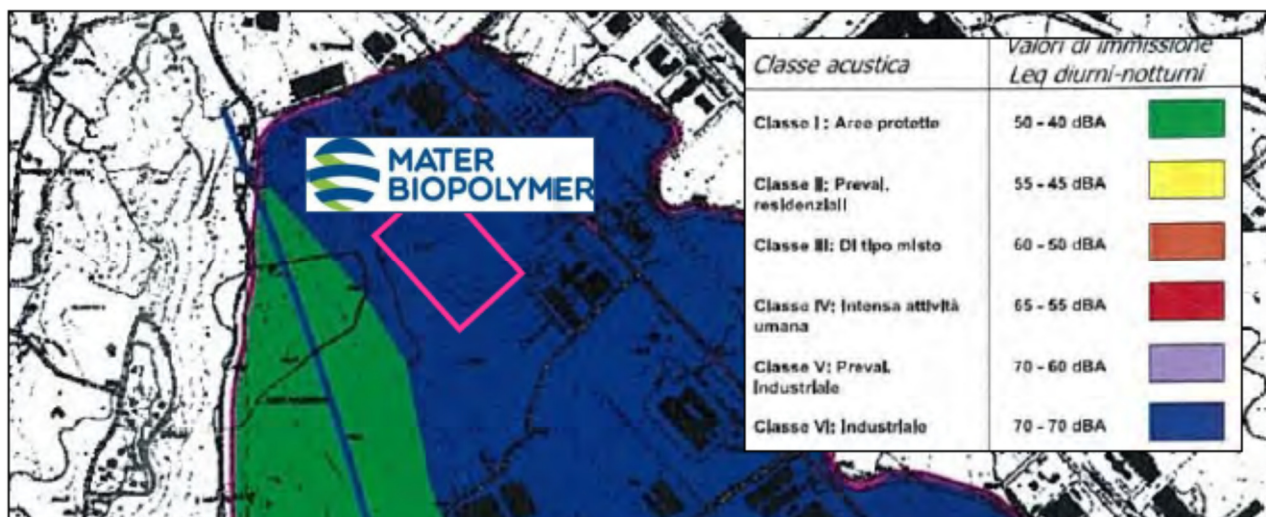 MATER
BIOPOLYMER
Classe acustica
Valori di immissione
Leq diurni-notturni
Classe I: Aree protette
50 - 40 dBA
Classe II: Preval.
residenziali
55 - 45 dBA
Classe III: Di tipo misto
60 - 50 dBA
Classe IV: Intensa attività
umana
65 - 55 dBA
Classe V: Preval.
Industriale
70 - 60 dBA
Classe VI: Industriale
70 - 70 dBA